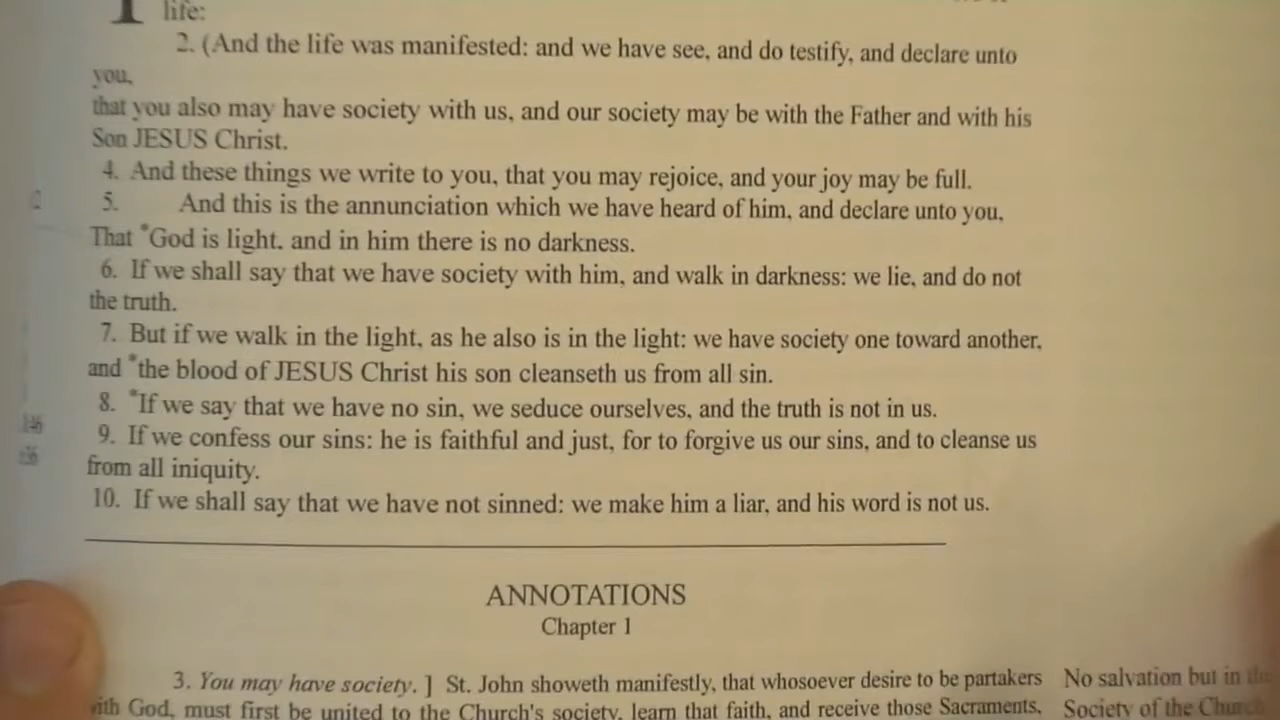 life:
2. (And the life was manifested: and we have see, and do testify, and declare unto
you,
that you also may have society with us, and our society may be with the Father and with his
Son JESUS Christ.
4. And these things we write to you, that you may rejoice, and your joy may be full.
5. And this is the annunciation which we have heard of him, and declare unto you,
That *God is light, and in him there is no darkness.
6. If we shall say that we have society with him, and walk in darkness: we lie, and do not
the truth.
7. But if we walk in the light, as he also is in the light: we have society one toward another,
and *the blood of JESUS Christ his son cleanseth us from all sin.
8. *If we say that we have no sin, we seduce ourselves, and the truth is not in us.
9. If we confess our sins: he is faithful and just, for to forgive us our sins, and to cleanse us
from all iniquity.
10. If we shall say that we have not sinned: we make him a liar, and his word is not us.
ANNOTATIONS
Chapter 1
3. You may have society. ] St. John showeth manifestly, that whosoever desire to be partakers
with God, must first be united to the Church's society, learn that faith, and receive those Sacraments,
No salvation but in the
Society of the Church